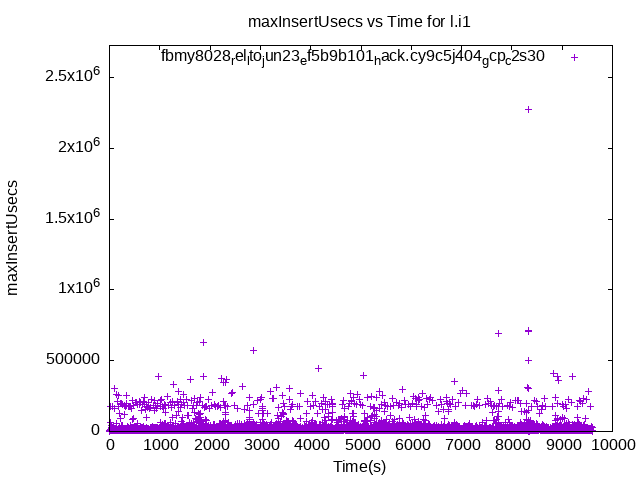 maxInsertUsecs vs Time for l.i1
fbmy8028_rel_lto_jun23_ef5b9b101_hack.cy9c5j404_gcp_c2s30
2.5x10^6
2x10^6
1.5x10^6
1x10^6
500000
0
maxInsertUsecs
0 1000 2000 3000 4000 5000 6000 7000 8000 9000 10000
Time(s)